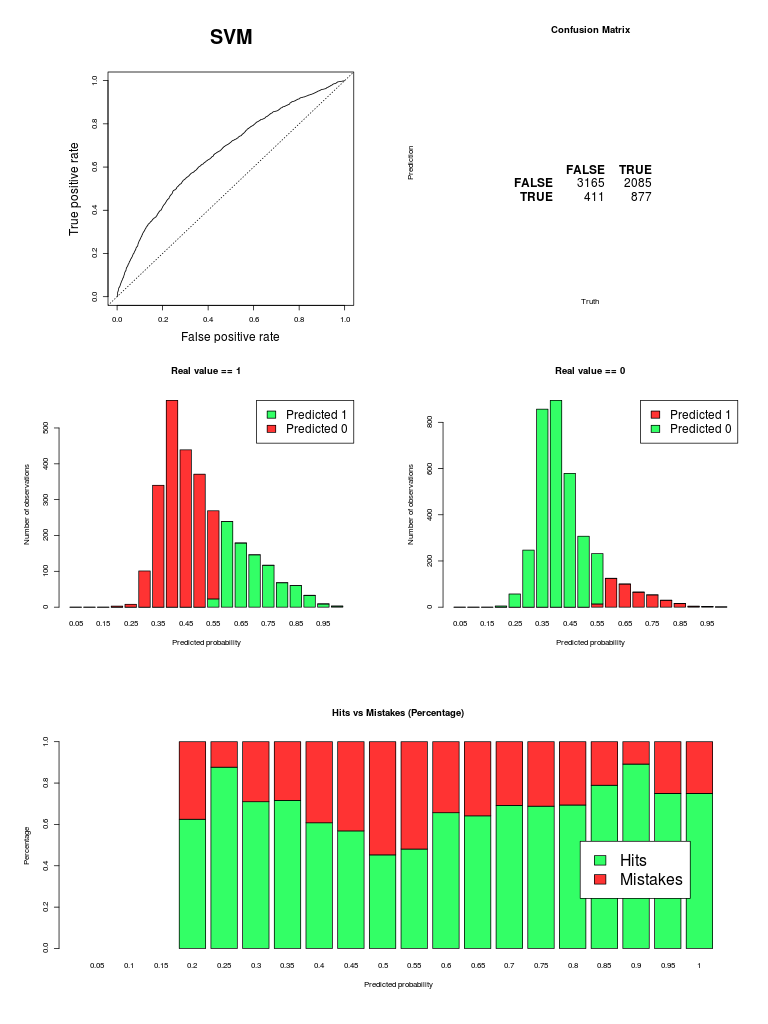 SVM
1.0
0.8
0.6
0.4
0.2
0.0
True positive rate
0.0 0.2 0.4 0.6 0.8 1.0
False positive rate
Confusion Matrix
Prediction
FALSE TRUE
FALSE 3165 2085
TRUE 411 877
Truth
Real value == 1
Predicted 1
Predicted 0
500
400
300
200
100
0
Number of observations
0.05 0.15 0.25 0.35 0.45 0.55 0.65 0.75 0.85 0.95
Predicted probability
Real value == 0
Predicted 1
Predicted 0
800
600
400
200
0
Number of observations
0.05 0.15 0.25 0.35 0.45 0.55 0.65 0.75 0.85 0.95
Predicted probability
Hits vs Mistakes (Percentage)
1.0
0.8
0.6
0.4
0.2
0.0
Percentage
Hits
Mistakes
0.05 0.1 0.15 0.2 0.25 0.3 0.35 0.4 0.45 0.5 0.55 0.6 0.65 0.7 0.75 0.8 0.85 0.9 0.95 1
Predicted probability